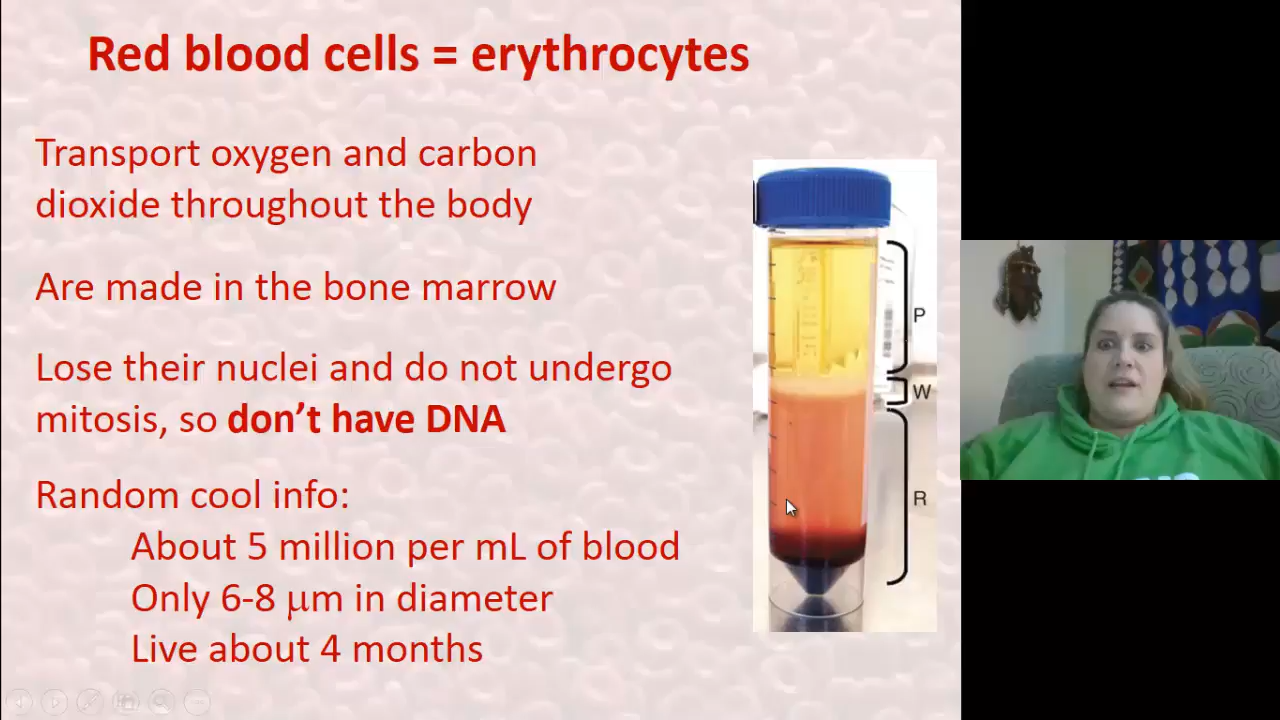 Red blood cells = erythrocytes
Transport oxygen and carbon
dioxide throughout the body
Are made in the bone marrow
Lose their nuclei and do not undergo
mitosis, so don't have DNA
Random cool info:
About 5 million per mL of blood
Only 6-8 μm in diameter
Live about 4 months
P
W
R